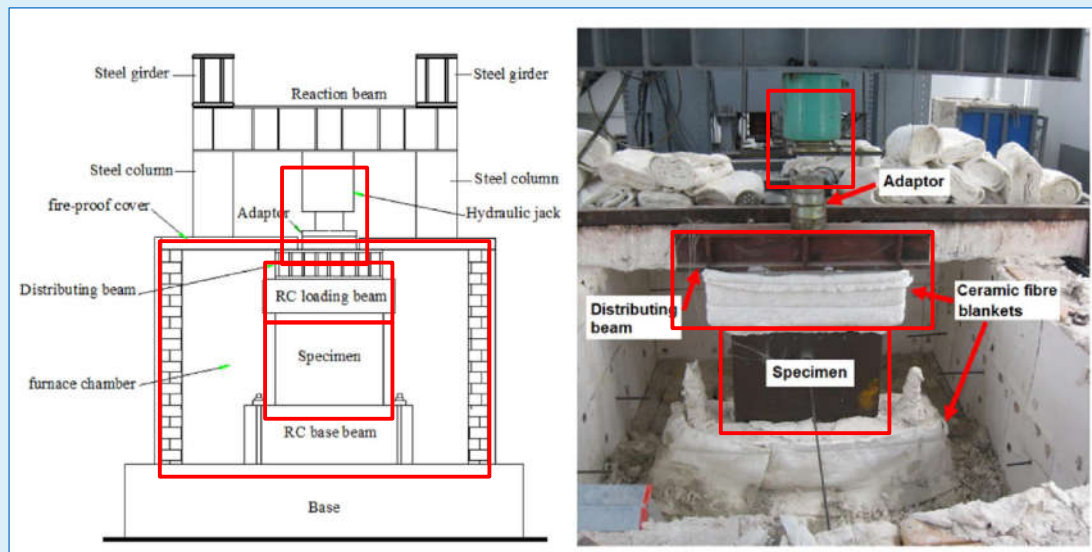 Steel girder
Steel girder
Reaction beam
Steel column
Steel column
fire-proof cover
Adaptor
Hydraulic jack
Distributing beam
RC loading beam
Specimen
furnace chamber
RC base beam
Base
Adaptor
Distributing
beam
Ceramic fibre
blankets
Specimen